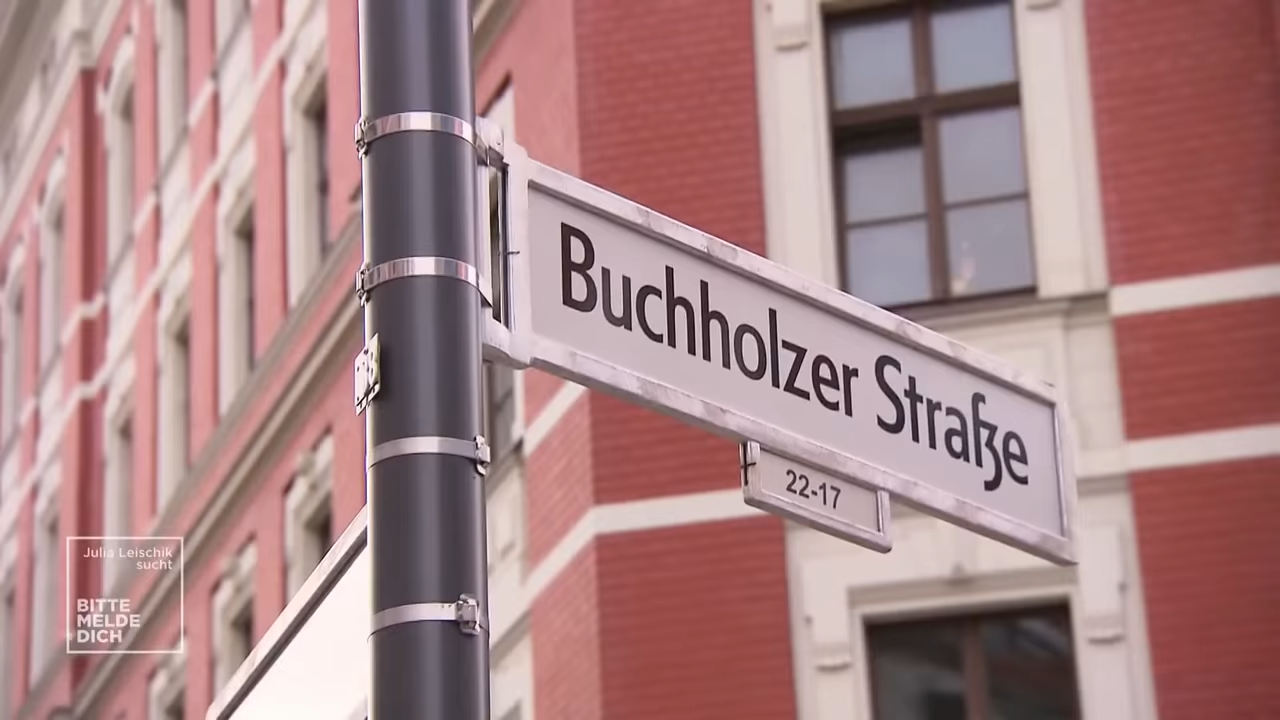 Buchholzer Straße
22-17
Julia Leischik
sucht
BITTE
MELDE
DICH